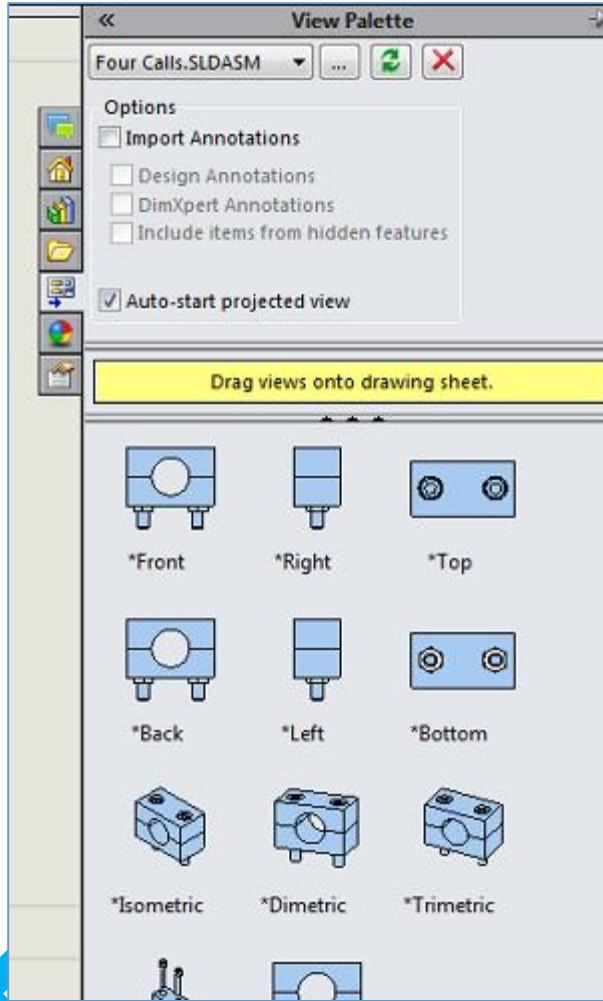 « View Palette
Four Calls.SLDASM ...
Options
Import Annotations
Design Annotations
DimXpert Annotations
Include items from hidden features
Auto-start projected view
Drag views onto drawing sheet.
*Front *Right *Top
*Back *Left *Bottom
*Isometric *Dimetric *Trimetric